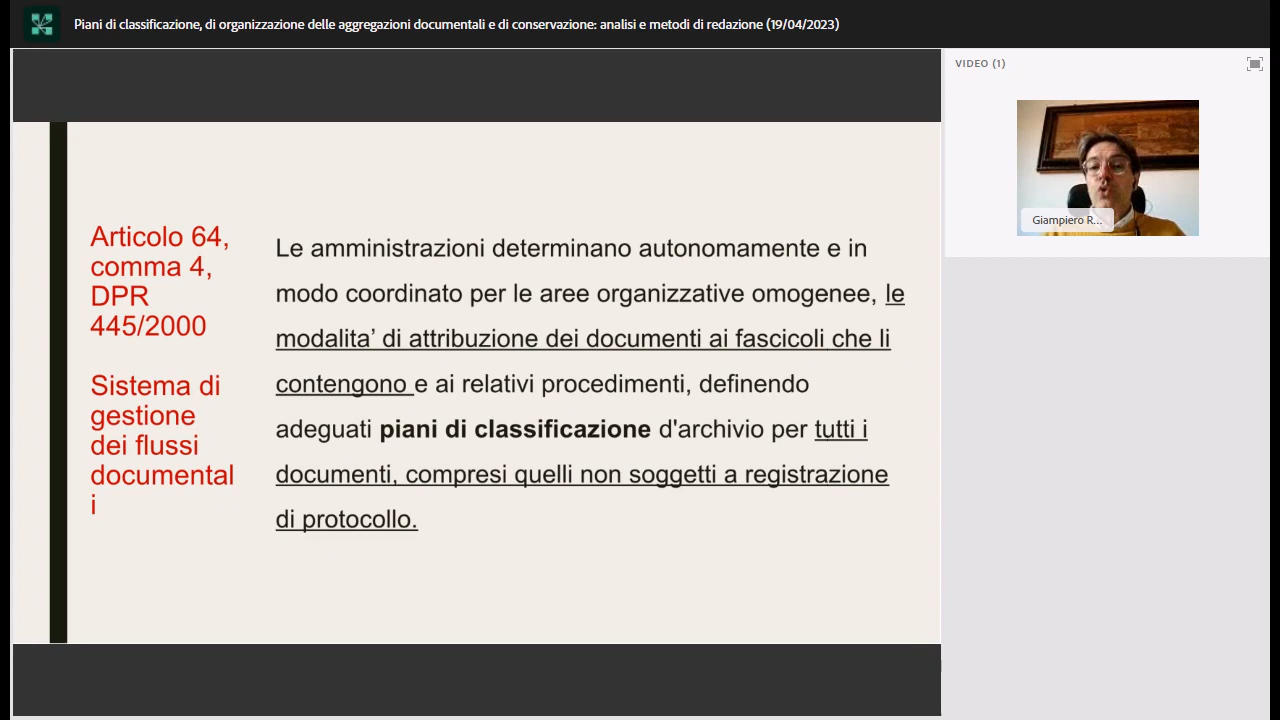 Piani di classificazione, di organizzazione delle aggregazioni documentali e di conservazione: analisi e metodi di redazione (19/04/2023)
VIDEO (1)
Giampiero R...
Articolo 64,
comma 4,
DPR
445/2000
Sistema di
gestione
dei flussi
documental
i
Le amministrazioni determinano autonomamente e in
modo coordinato per le aree organizzative omogenee, le
modalita’ di attribuzione dei documenti ai fascicoli che li
contengono e ai relativi procedimenti, definendo
adeguati piani di classificazione d'archivio per tutti i
documenti, compresi quelli non soggetti a registrazione
di protocollo.